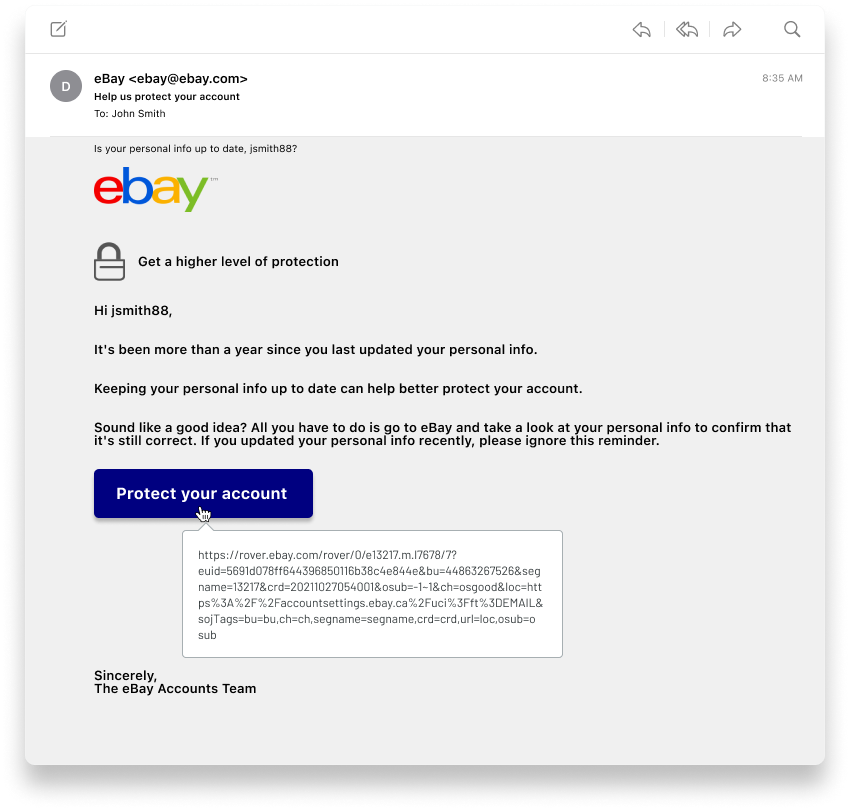 eBay <ebay@ebay.com>
8:35 AM
D
Help us protect your account
To: John Smith
Is your personal info up to date, jsmith88?
ebay™
Get a higher level of protection
Hi jsmith88,
It's been more than a year since you last updated your personal info.
Keeping your personal info up to date can help better protect your account.
Sound like a good idea? All you have to do is go to eBay and take a look at your personal info to confirm that
it's still correct. If you updated your personal info recently, please ignore this reminder.
Protect your account
https://rover.ebay.com/rover/0/e13217.m.l7678/7?
euid=5691d078ff644396850116b38c4e844e&bu=44863267526&seg
name=13217&crd=20211027054001&osub=-1~1&ch=osgood&loc=htt
ps%3A%2F%2Faccountsettings.ebay.ca%2Fuci%3Fft%3DEMAIL&
sojTags=bu=bu,ch=ch,segname=segname,crd=crd,url=loc,osub=o
sub
Sincerely,
The eBay Accounts Team